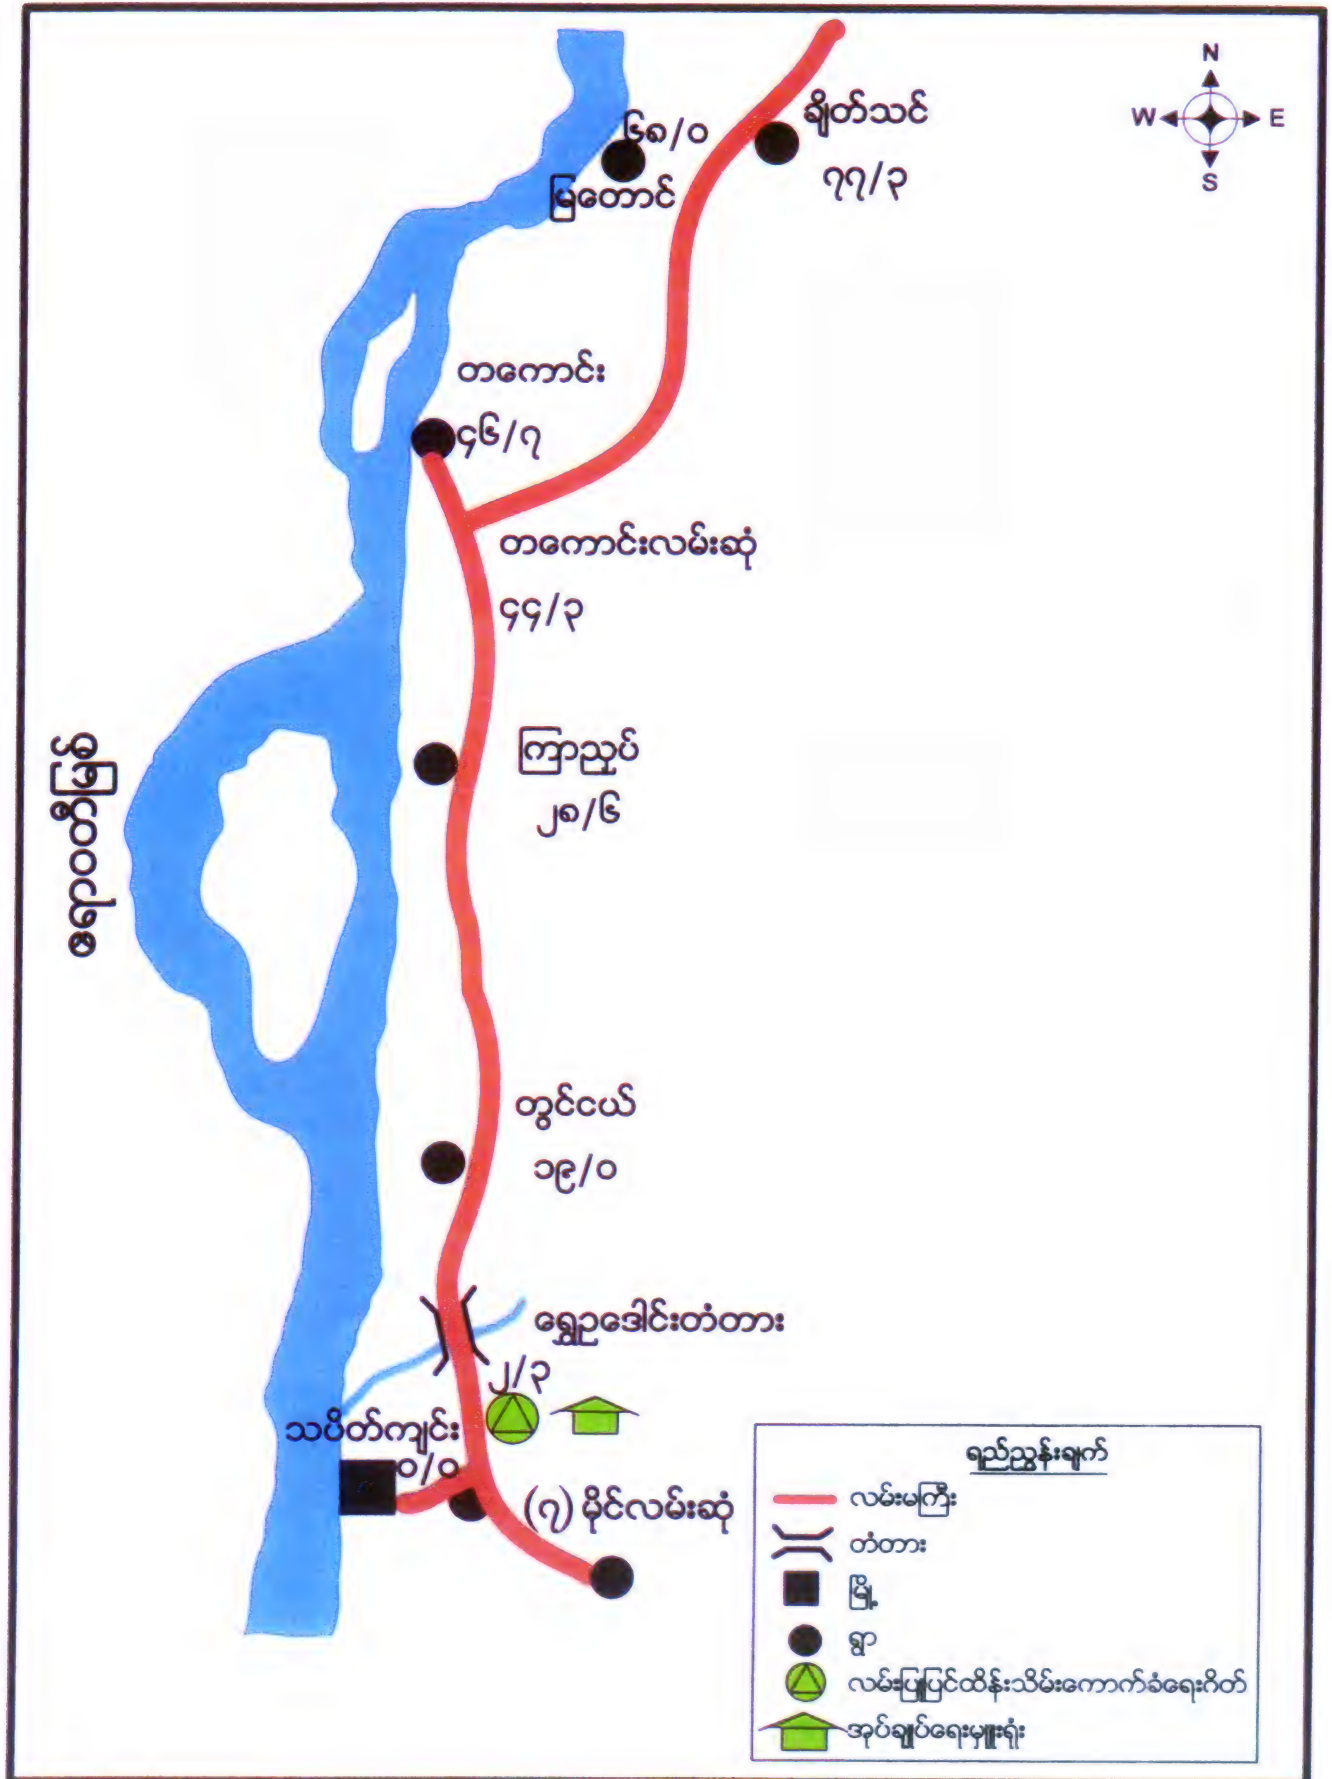 N
W E
S
ချိတ်သင်
၇၇/၃
၆၈/၀
မြတောင်
တကောင်း
၄၆/၇
တကောင်းလမ်းဆုံ
၄၄/၃
ကြာညှပ်
၂၈/၆
ဧရာဝတီမြစ်
တွင်ငယ်
၁၉/၀
ရွှေဥဒေါင်းတံတား
၂/၃
သပိတ်ကျင်း
၀/၀
(၇) မိုင်လမ်းဆုံ
ရည်ညွှန်းချက်
လမ်းမကြီး
တံတား
မြို့
ရွာ
လမ်းပြုပြင်ထိန်းသိမ်းကောက်ခံရေးဂိတ်
အုပ်ချုပ်ရေးမှူးရုံး